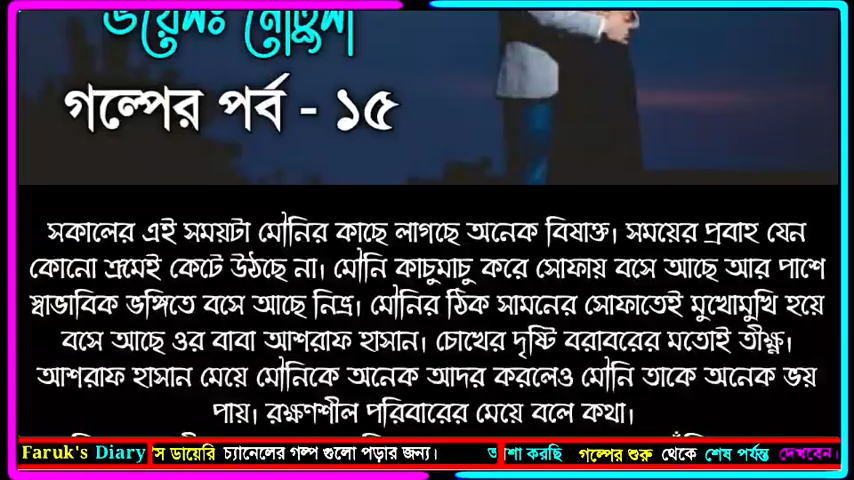 ভয়েসঃ মৌটুসী
গল্পের পর্ব - ১৫
সকালের এই সময়টা মৌনির কাছে লাগছে অনেক বিষাক্ত। সময়ের প্রবাহ যেন
কোনো ক্রমেই কেটে উঠছে না। মৌনি কাচুমাচু করে সোফায় বসে আছে আর পাশে
স্বাভাবিক ভঙ্গিতে বসে আছে নিভ্র। মৌনির ঠিক সামনের সোফাতেই মুখোমুখি হয়ে
বসে আছে ওর বাবা আশরাফ হাসান। চোখের দৃষ্টি বরাবরের মতোই তীক্ষ্ণ।
আশরাফ হাসান মেয়ে মৌনিকে অনেক আদর করলেও মৌনি তাকে অনেক ভয়
পায়। রক্ষণশীল পরিবারের মেয়ে বলে কথা।
Faruk's Diary 'স ডায়েরি চ্যানেলের গল্প গুলো পড়ার জন্য। আশা করছি গল্পের শুরু থেকে শেষ পর্যন্ত দেখবেন।